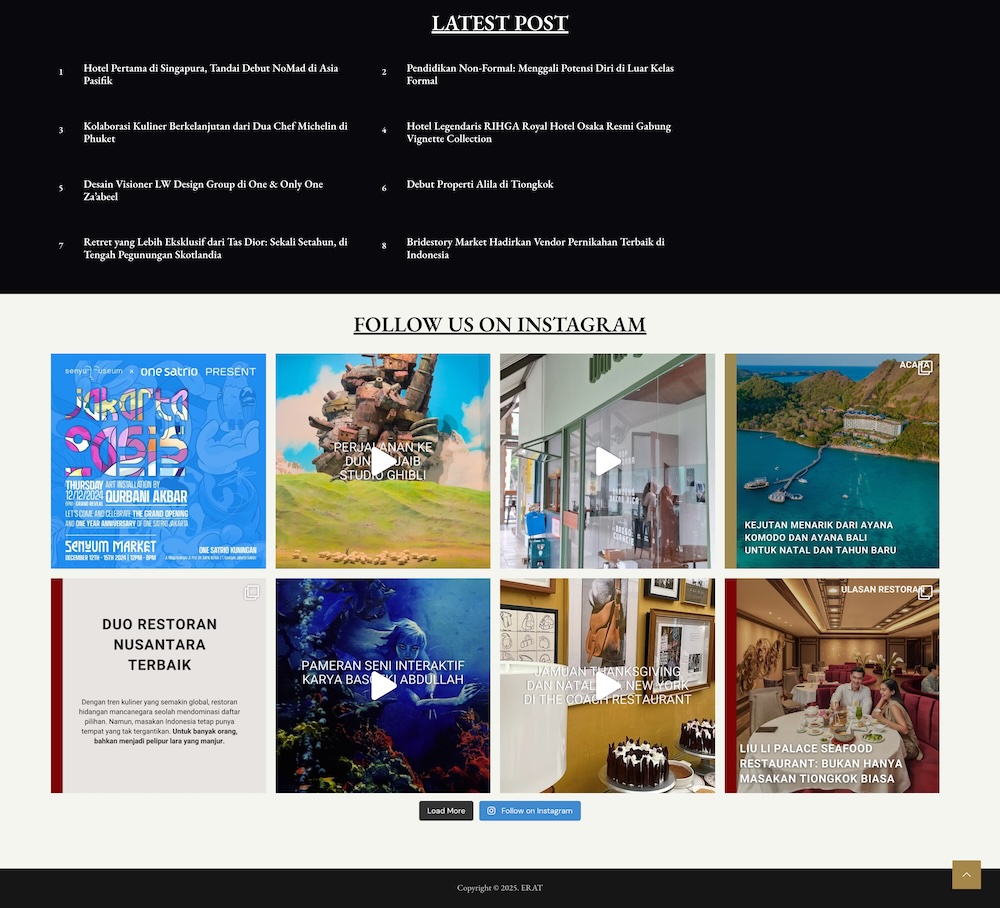 LATEST POST
1
Hotel Pertama di Singapura, Tandai Debut NoMad di Asia
Pasifik
2
Pendidikan Non-Formal: Menggali Potensi Diri di Luar Kelas
Formal
3
Kolaborasi Kuliner Berkelanjutan dari Dua Chef Michelin di
Phuket
4
Hotel Legendaris RIHGA Royal Hotel Osaka Resmi Gabung
Vignette Collection
5
Desain Visioner LW Design Group di One & Only One
Za'abeel
6
Debut Properti Alila di Tiongkok
7
Retret yang Lebih Eksklusif dari Tas Dior: Sekali Setahun, di
Tengah Pegunungan Skotlandia
8
Bridestory Market Hadirkan Vendor Pernikahan Terbaik di
Indonesia
FOLLOW US ON INSTAGRAM
x one satrio PRESENT
Jakarta
THURSDAY
12/12/2024
ART INSTALLATION BY
QURBANI AKBAR
LET'S COME AND CELEBRATE THE GRAND OPENING
AND ONE YEAR ANNIVERSARY OF ONE SATRIO JAKARTA
SENYUM MARKET
DECEMBER 12TH - 15TH 2024 | 12PM - 8PM
ONE SATRIO KUNINGAN
PERJALANAN KE
STUDIO GHIBLI
ACARA
KEJUTAN MENARIK DARI AYANA
KOMODO DAN AYANA BALI
UNTUK NATAL DAN TAHUN BARU
DUO RESTORAN
NUSANTARA
TERBAIK
Dengan tren kuliner yang semakin global, restoran
hidangan mancanegara seolah mendominasi daftar
pilihan. Namun, masakan Indonesia tetap punya
tempat yang tak tergantikan. Untuk banyak orang,
bahkan menjadi pelipur lara yang manjur.
PAMERAN SENI INTERAKTIF
KARYA ABDULLAH
JAMUAN THANKSGIVING
DAN NEW YORK
DI THE COACH RESTAURANT
ULASAN RESTORAN
LIU LI PALACE SEAFOOD
RESTAURANT: BUKAN HANYA
MASAKAN TIONGKOK BIASA
Load More
Follow on Instagram
Copyright © 2025. ERAT